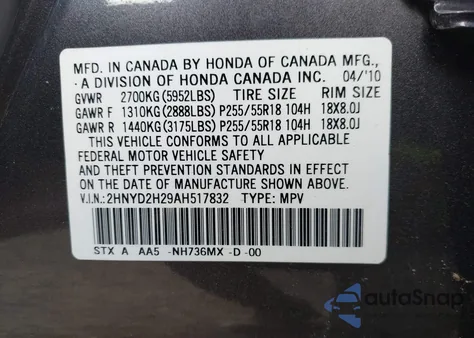 MFD. IN CANADA BY HONDA OF CANADA MFG.,
A DIVISION OF HONDA CANADA INC. 04/'10
GVWR 2700KG(5952LBS) TIRE SIZE RIM SIZE
GAWR F 1310KG(2888LBS) P255/55R18 104H 18X8.0J
GAWR R 1440KG(3175LBS) P255/55R18 104H 18X8.0J
THIS VEHICLE CONFORMS TO ALL APPLICABLE
FEDERAL MOTOR VEHICLE SAFETY
AND THEFT PREVENTION STANDARDS IN EFFECT
ON THE DATE OF MANUFACTURE SHOWN ABOVE.
V.I.N.: 2HNYD2H29AH517832 TYPE: MPV
STX A AA5 -NH736MX -D -00
autoSnap